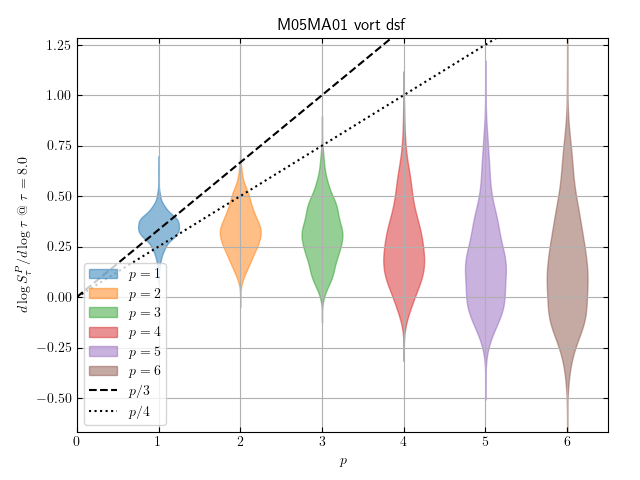 M05MA01 vort dsf
d log S_τ^P / d log τ @ τ = 8.0
1.25
1.00
0.75
0.50
0.25
0.00
−0.25
−0.50
p = 1
p = 2
p = 3
p = 4
p = 5
p = 6
p/3
p/4
0 1 2 3 4 5 6
p